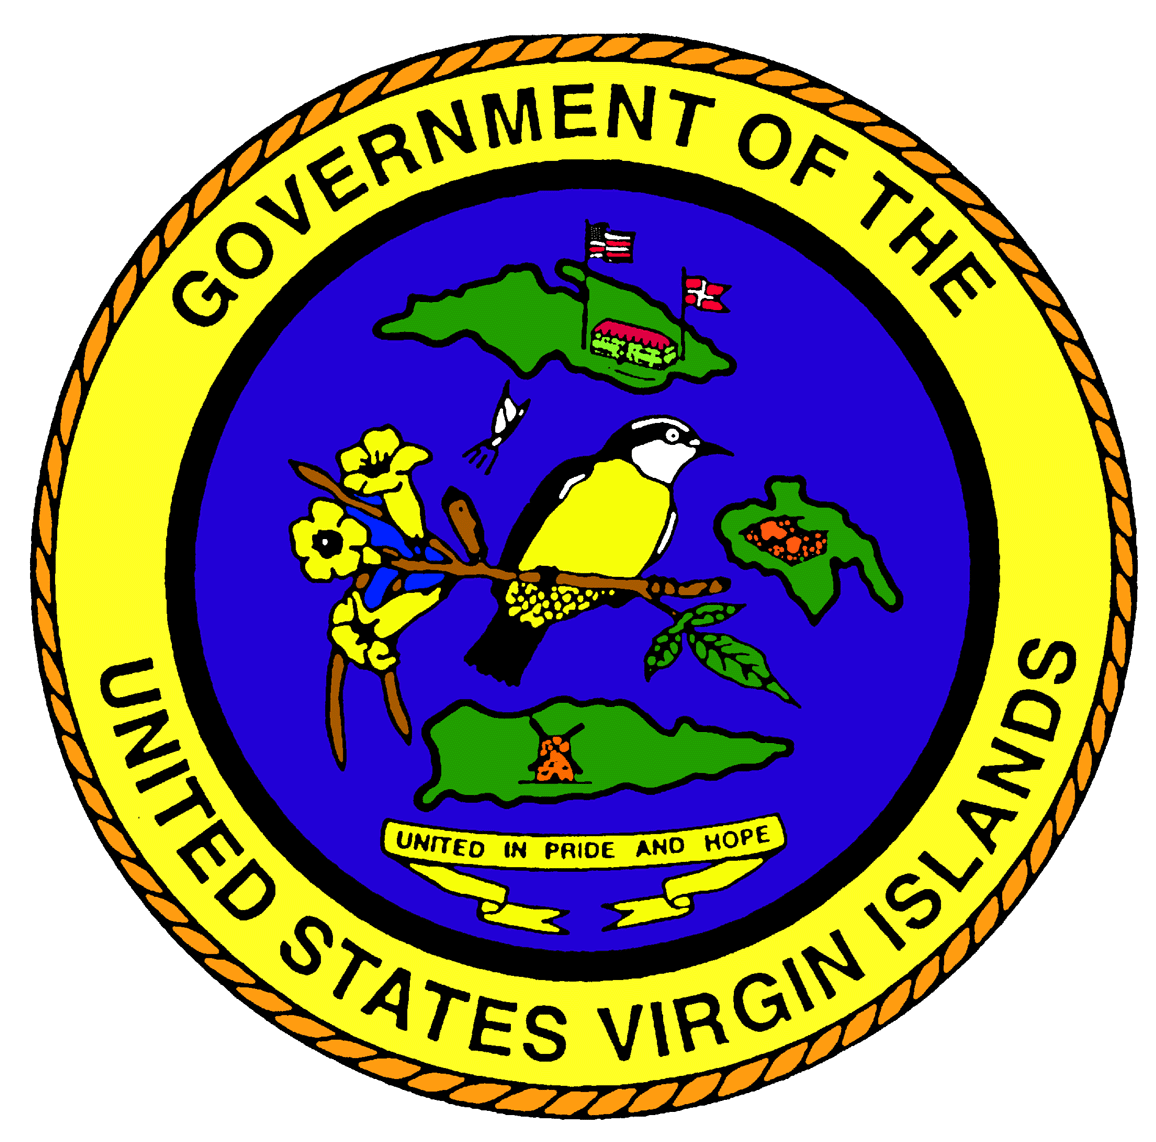 GOVERNMENT OF THE
UNITED IN PRIDE AND HOPE
UNITED STATES VIRGIN ISLANDS